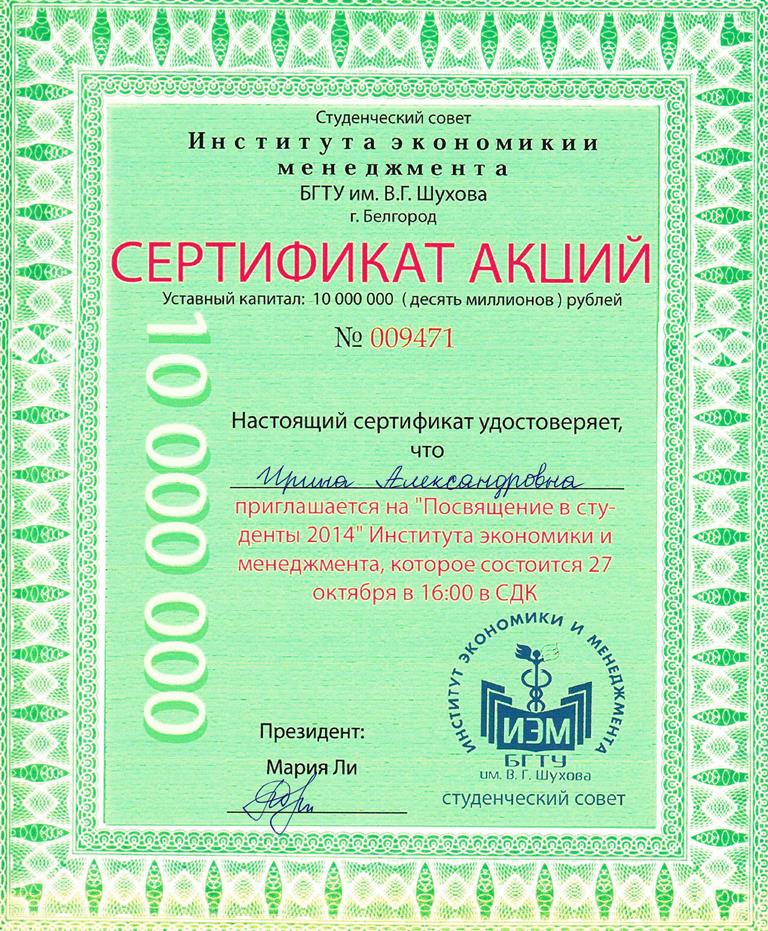 Студенческий совет
Института экономикии
менеджмента
БГТУ им. В.Г. Шухова
г. Белгород
СЕРТИФИКАТ АКЦИЙ
Уставный капитал: 10 000 000 ( десять миллионов ) рублей
№ 009471
10 000 000
Настоящий сертификат удостоверяет,
что
Ирина Александровна
приглашается на "Посвящение в сту-
денты 2014" Института экономики и
менеджмента, которое состоится 27
октября в 16:00 в СДК
ИНСТИТУТ ЭКОНОМИКИ И МЕНЕДЖМЕНТА
ИЭМ
БГТУ
им. В. Г. Шухова
студенческий совет
Президент:
Мария Ли